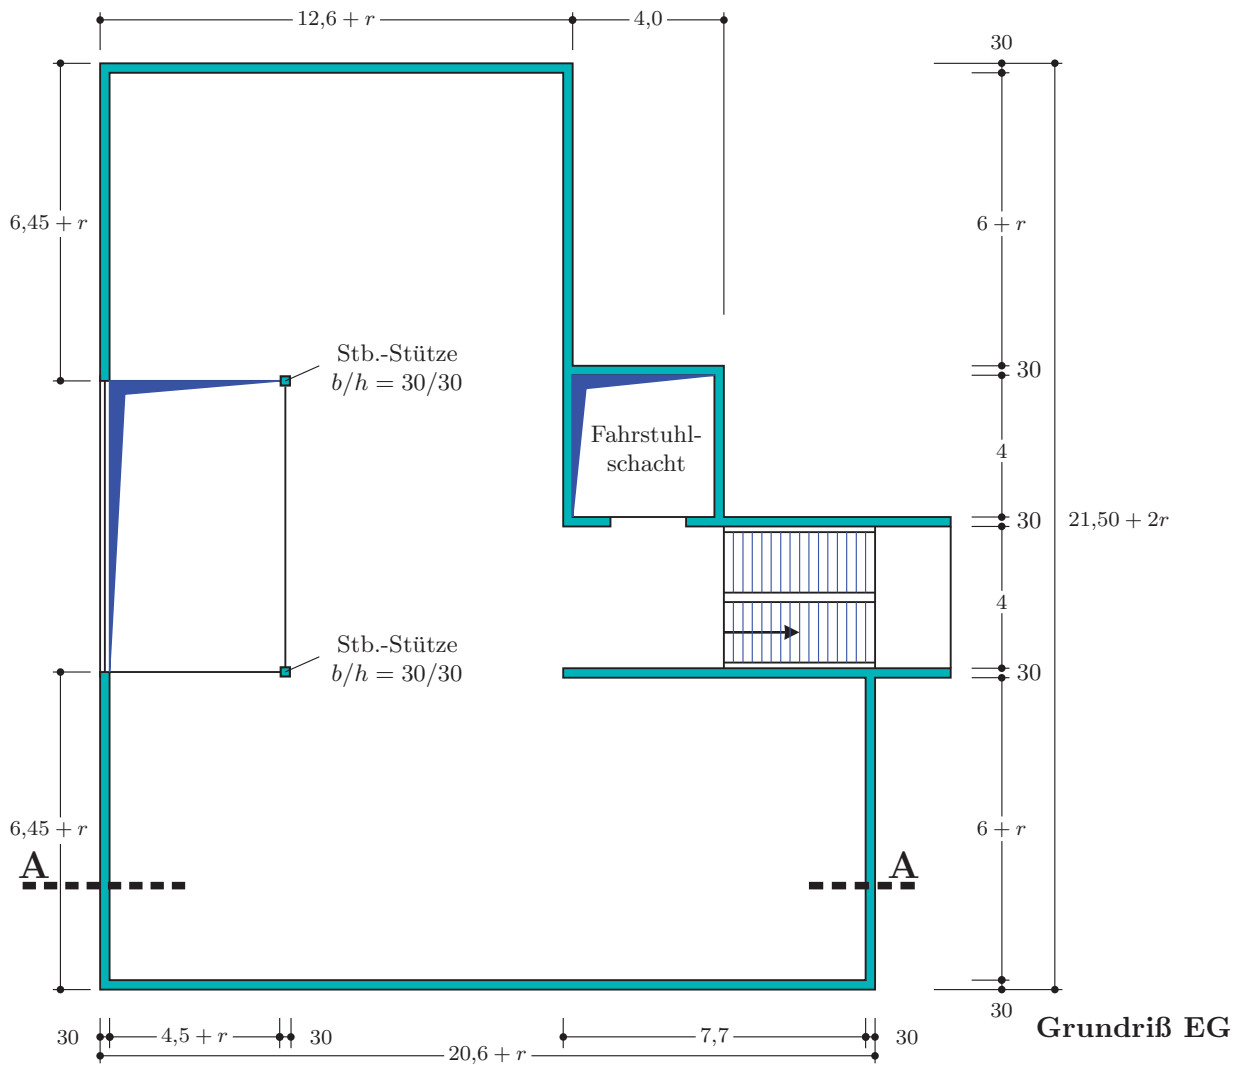 12,6 + r
4,0
30
6,45 + r
6 + r
Stb.-Stütze
b/h = 30/30
30
Fahrstuhl-
schacht
4
30
21,50 + 2r
4
Stb.-Stütze
b/h = 30/30
30
6,45 + r
6 + r
A
A
30
30
4,5 + r
30
7,7
30
20,6 + r
Grundriß EG